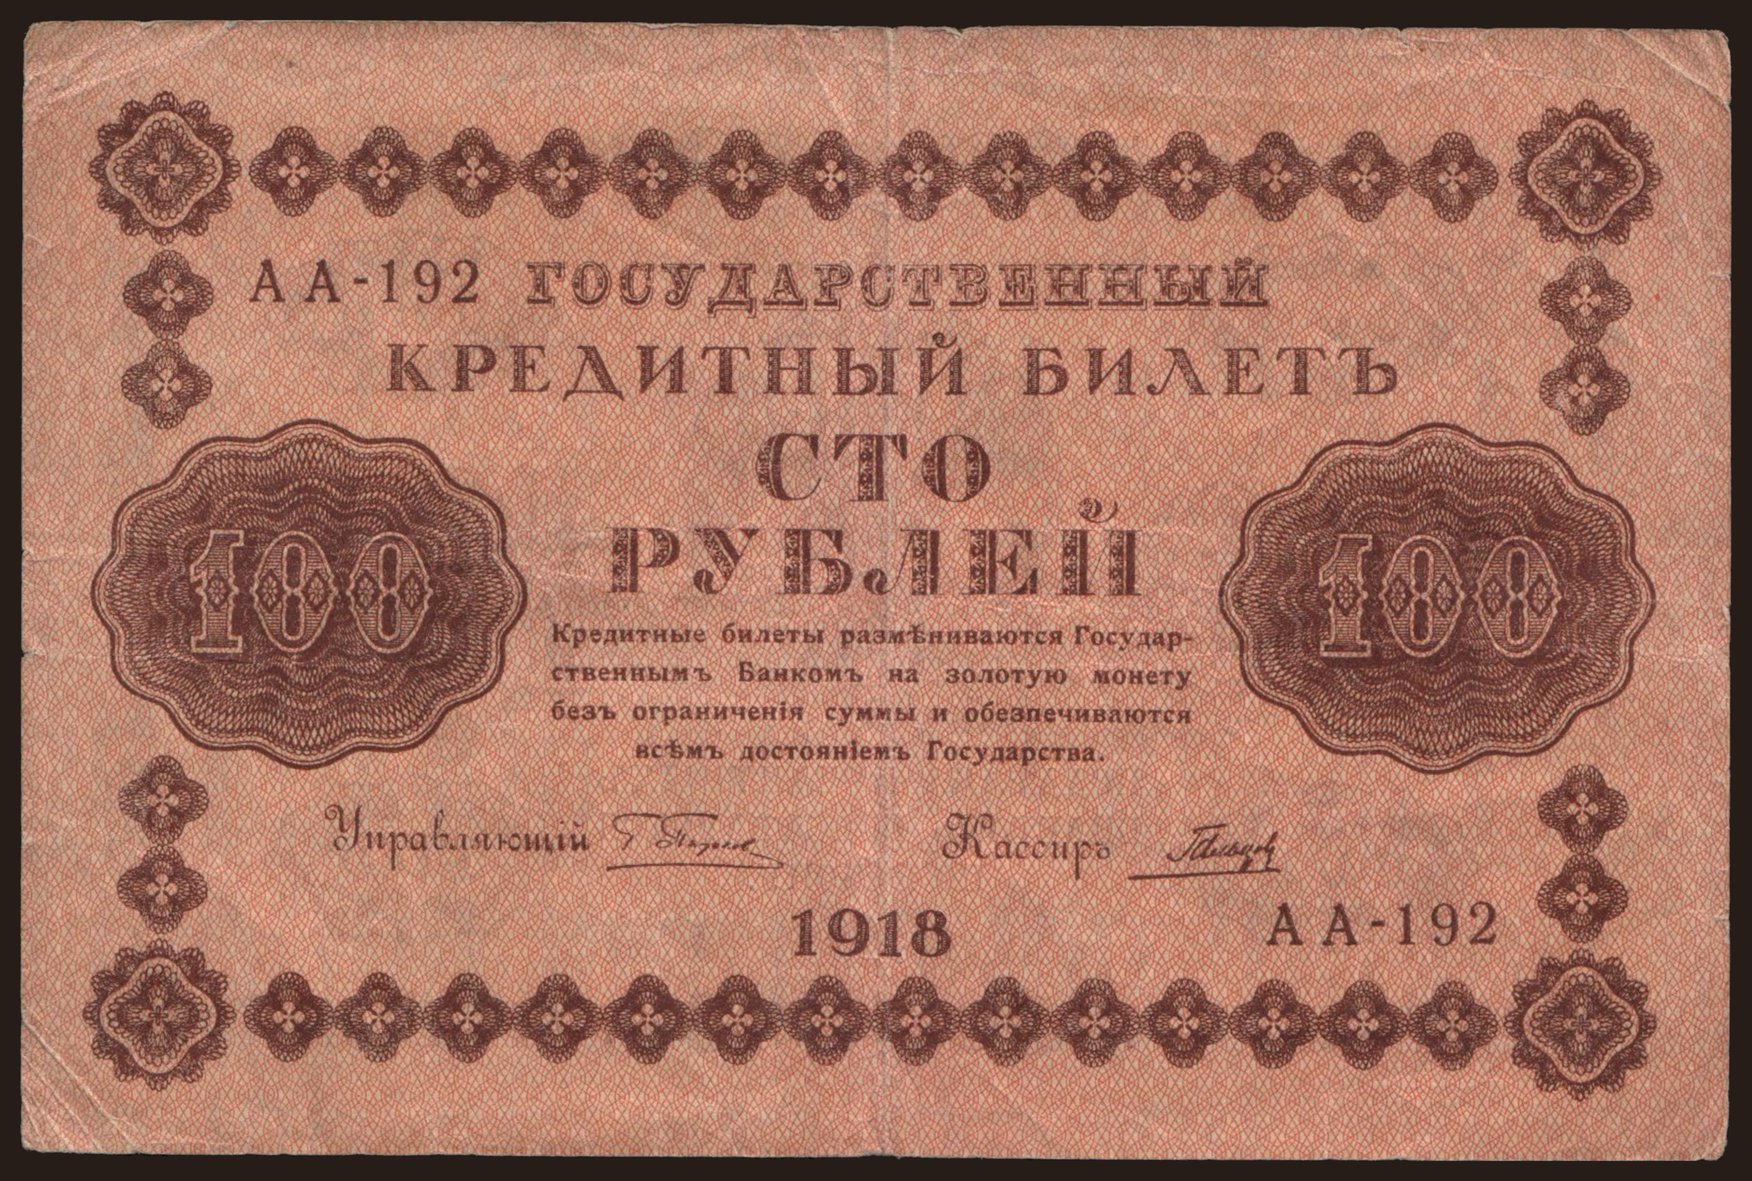 АА-192 ГОСУДАРСТВЕННЫЙ
КРЕДИТНЫЙ БИЛЕТЪ
СТО
РУБЛЕЙ
100
100
Кредитные билеты размѣниваются Государ-
ственнымъ Банкомъ на золотую монету
безъ ограниченія суммы и обезпечиваются
всѣмъ достояніемъ Государства.
Управляющій Кассиръ
1918
АА-192